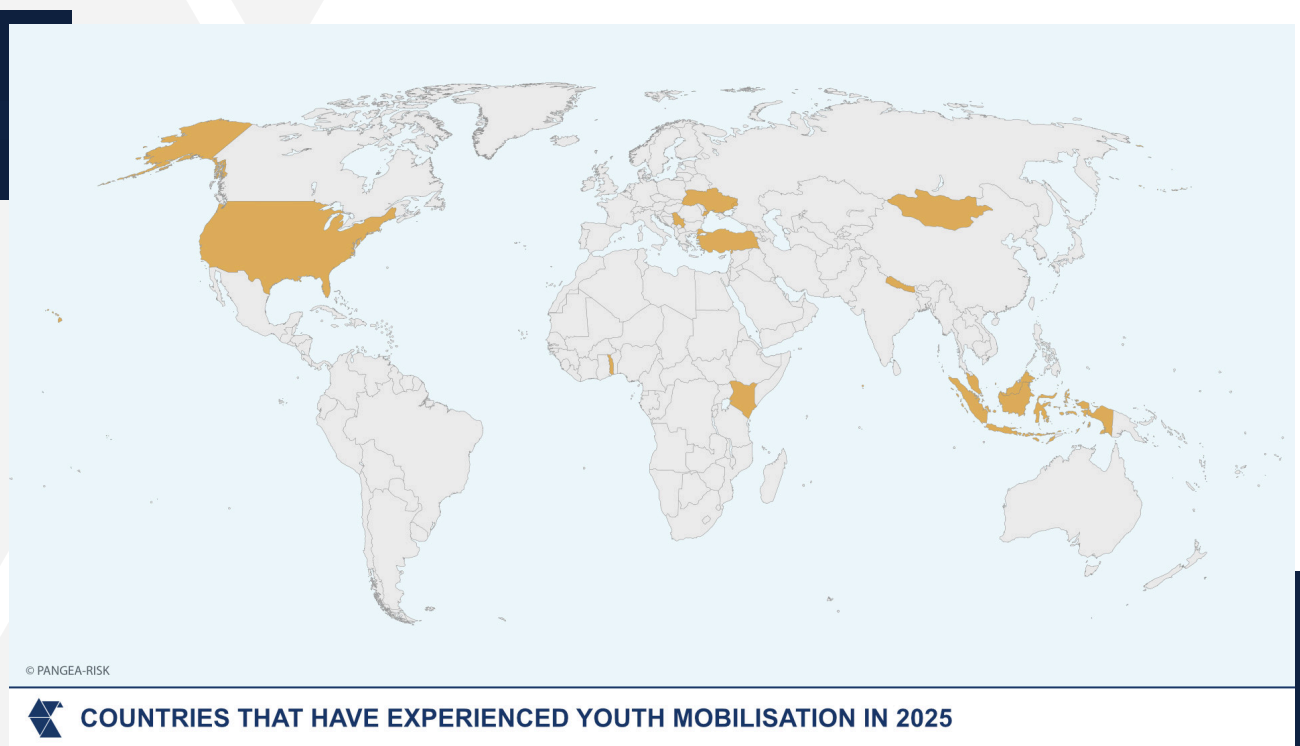 © PANGEA-RISK
COUNTRIES THAT HAVE EXPERIENCED YOUTH MOBILISATION IN 2025